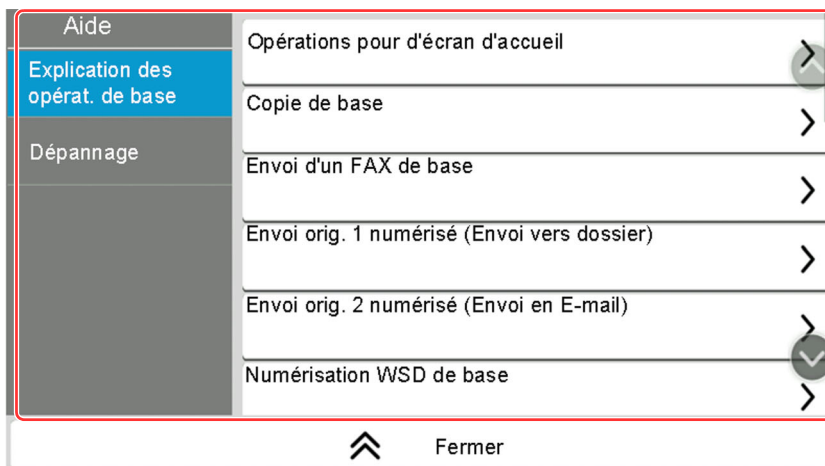 Aide
Explication des
opérat. de base
Dépannage
Opérations pour d'écran d'accueil
Copie de base
Envoi d'un FAX de base
Envoi orig. 1 numérisé (Envoi vers dossier)
Envoi orig. 2 numérisé (Envoi en E-mail)
Numérisation WSD de base
Fermer